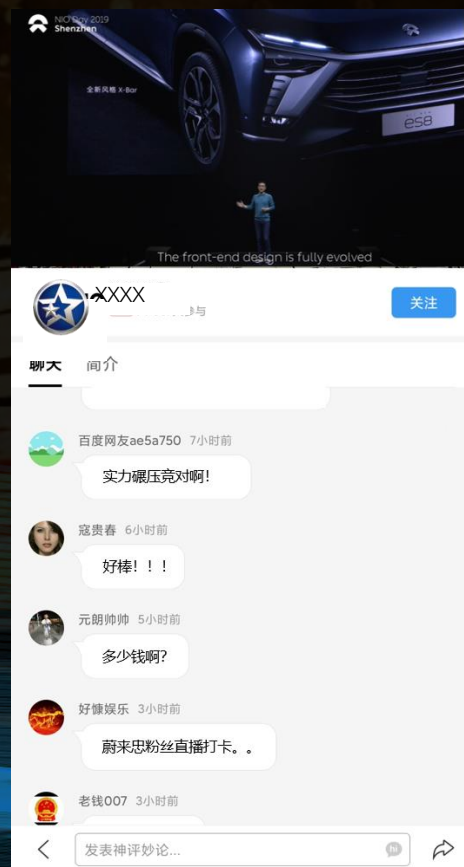 NIO Day 2019
Shenzhen
全新风格 X-Bar
es8
The front-end design is fully evolved
XXXX
参与
关注
聊天 简介
百度网友ae5a750 7小时前
实力碾压竞对啊!
寇贵春 6小时前
好棒!!!
元朗帅帅 5小时前
多少钱啊?
好慷娱乐 3小时前
蔚来忠粉丝直播打卡。。
老钱007 3小时前
发表神评妙论...
hi